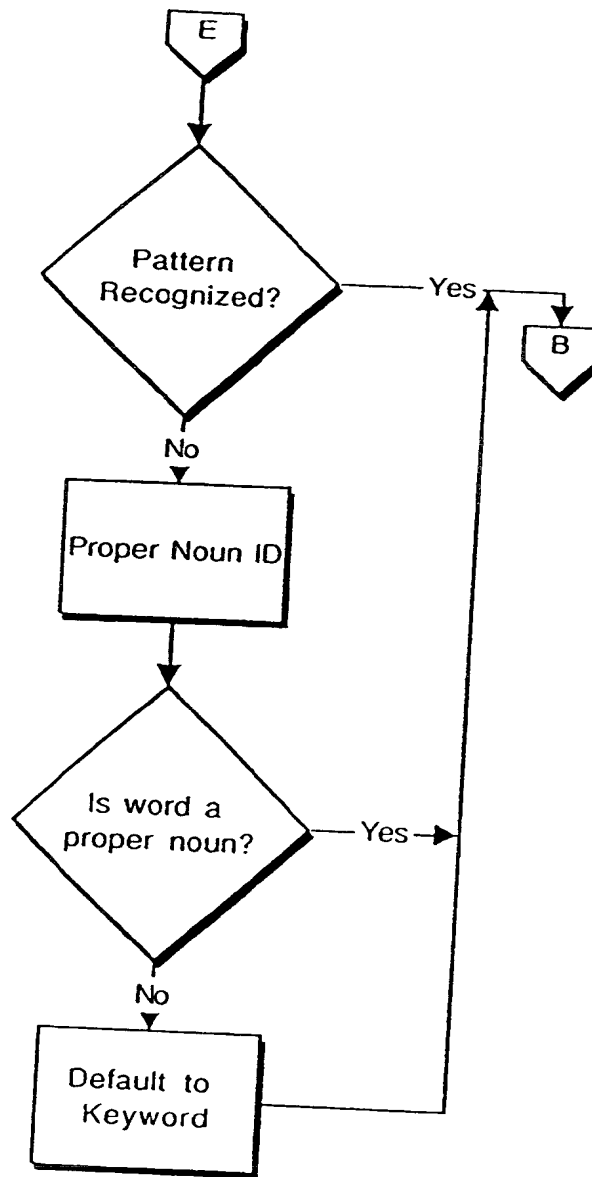 E
Pattern
Recognized?
Yes
B
No
Proper Noun ID
Is word a
proper noun?
Yes
No
Default to
Keyword